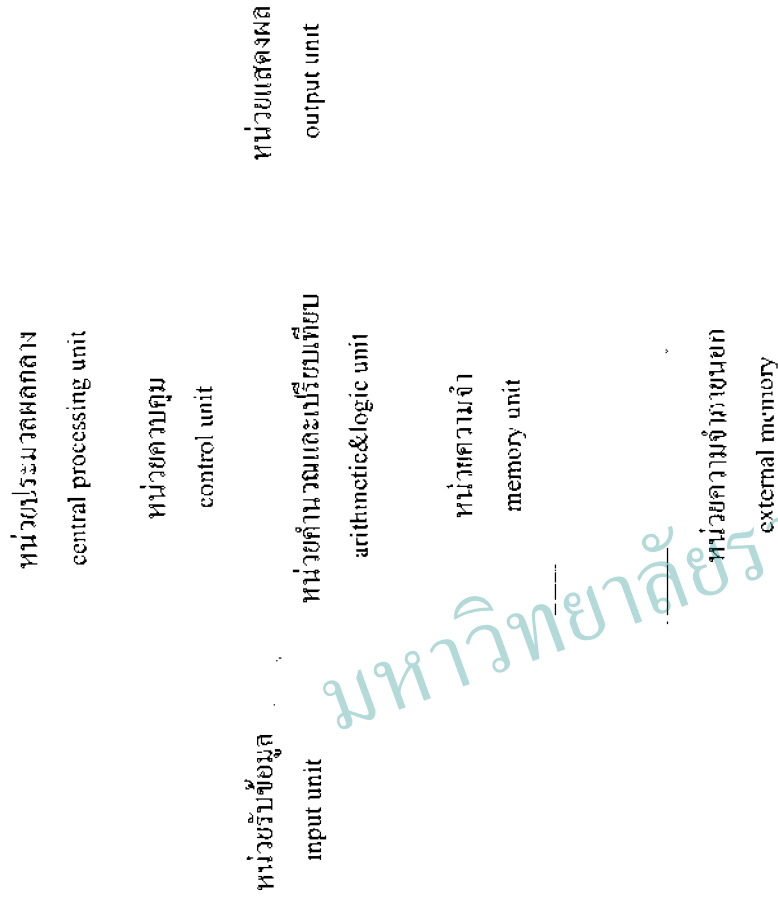 หน่วยประมวลผลกลาง
central processing unit
หน่วยควบคุม
control unit
หน่วยรับข้อมูล
input unit
หน่วยคำนวณและเปรียบเทียบ
arithmetic&logic unit
หน่วยแสดงผล
output unit
หน่วยความจำ
memory unit
หน่วยความจำภายนอก
external memory
มหาวิทยาลัยร